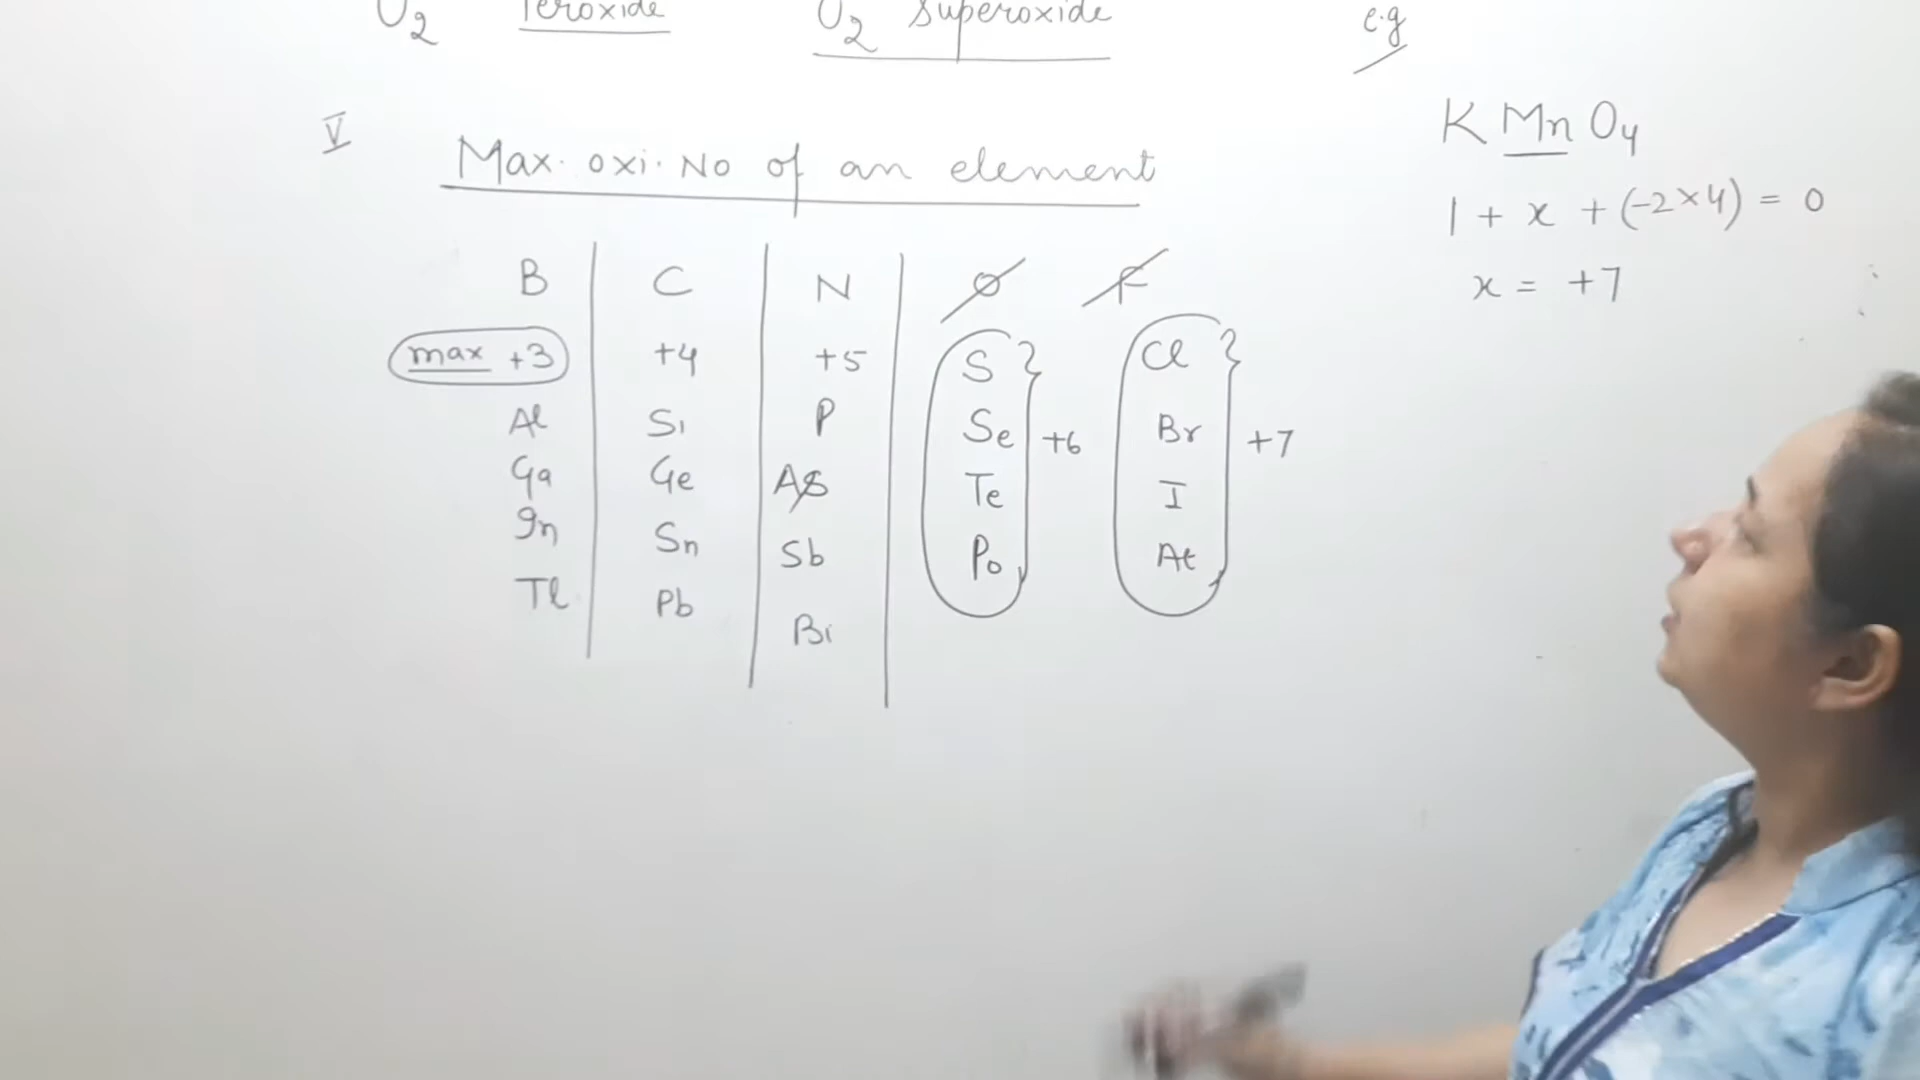 O2 Peroxide O2 Superoxide e.g
V Max. oxi. No of an element
K Mn O4
1 + x + (-2×4) = 0
x = +7
B C N O F
max +3 +4 +5 S Cl
Al Si P Se +6 Br +7
Ga Ge As Te I
In Sn Sb Po At
Tl Pb Bi